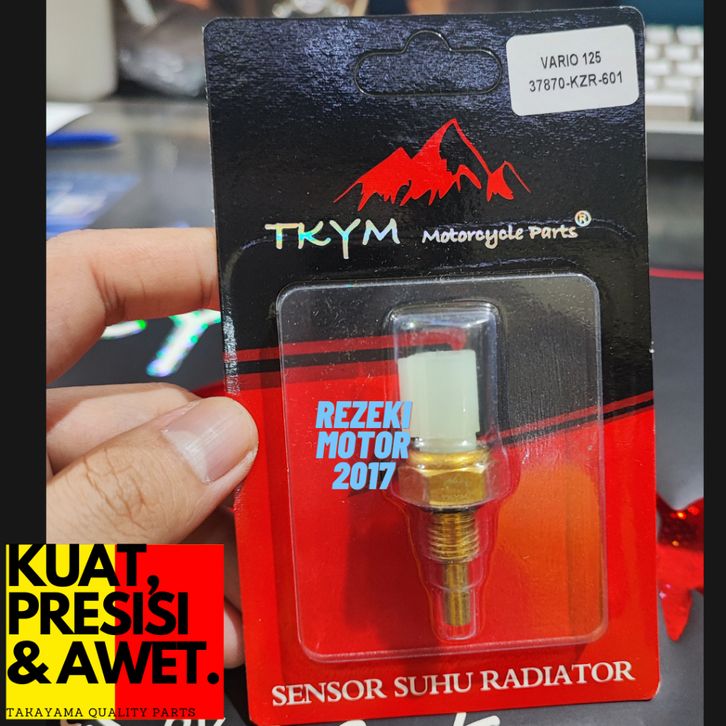 VARIO 125
37870-KZR-601
TKYM Motorcycle Parts®
REZEKI
MOTOR
2017
KUAT,
PRESISI
& AWET.
TAKAYAMA QUALITY PARTS
SENSOR SUHU RADIATOR